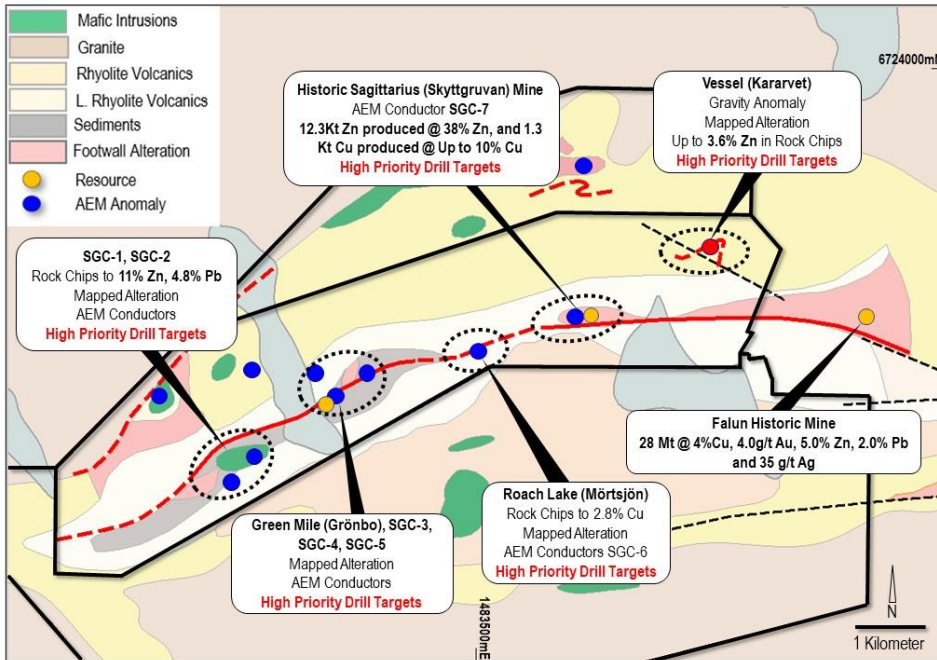 Mafic Intrusions
Granite
Rhyolite Volcanics
L. Rhyolite Volcanics
Sediments
Footwall Alteration
Resource
AEM Anomaly
6724000mN
Historic Sagittarius (Skyttgruvan) Mine
AEM Conductor SGC-7
12.3Kt Zn produced @ 38% Zn, and 1.3
Kt Cu produced @ Up to 10% Cu
High Priority Drill Targets
Vessel (Kararvet)
Gravity Anomaly
Mapped Alteration
Up to 3.6% Zn in Rock Chips
High Priority Drill Targets
SGC-1, SGC-2
Rock Chips to 11% Zn, 4.8% Pb
Mapped Alteration
AEM Conductors
High Priority Drill Targets
Falun Historic Mine
28 Mt @ 4%Cu, 4.0g/t Au, 5.0% Zn, 2.0% Pb
and 35 g/t Ag
Green Mile (Grönbo), SGC-3,
SGC-4, SGC-5
Mapped Alteration
AEM Conductors
High Priority Drill Targets
Roach Lake (Mörtsjön)
Rock Chips to 2.8% Cu
Mapped Alteration
AEM Conductors SGC-6
High Priority Drill Targets
1483500mE
N
1 Kilometer